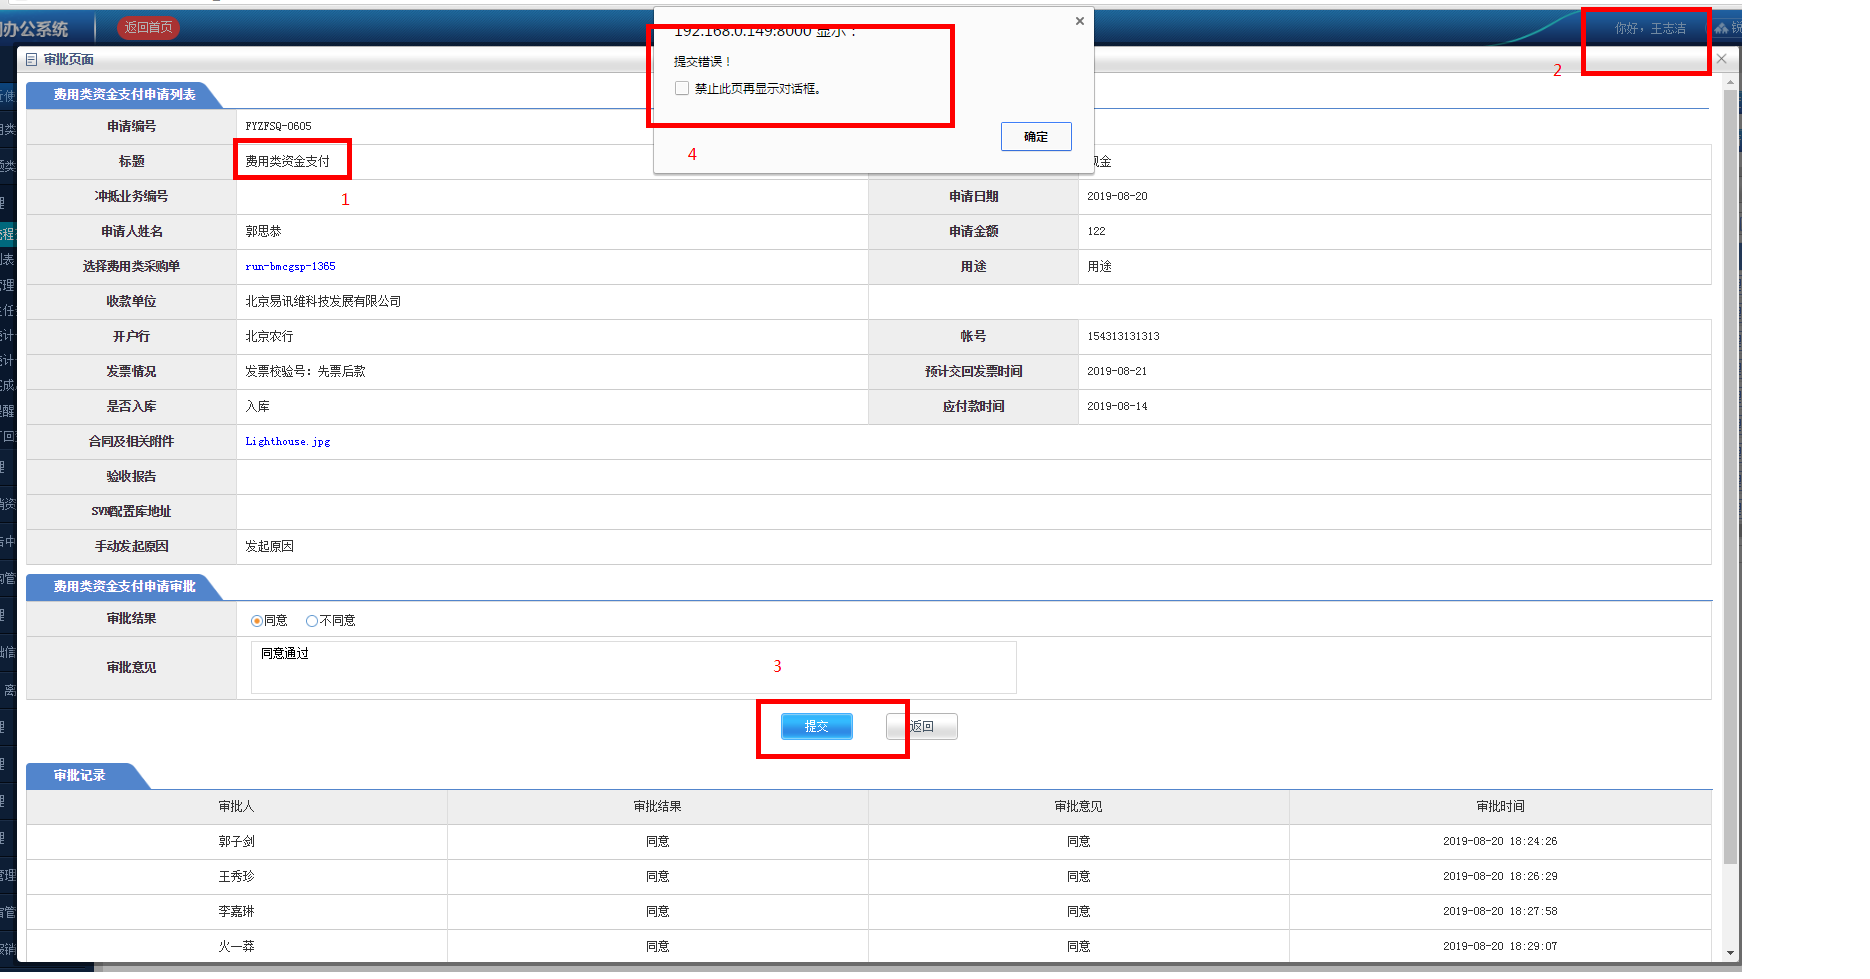 办公系统
返回首页
你好，王志洁
锐
审批页面
192.168.0.149:8000 显示：
提交错误！
禁止此页再显示对话框。
确定
2
4
费用类资金支付申请列表
申请编号 FYZFSQ-0605
标题 费用类资金支付 现金
1
冲抵业务编号 申请日期 2019-08-20
申请人姓名 郭思恭 申请金额 122
选择费用类采购单 run-bmcgsp-1365 用途 用途
收款单位 北京易讯维科技发展有限公司
开户行 北京农行 帐号 154313131313
发票情况 发票校验号：先票后款 预计交回发票时间 2019-08-21
是否入库 入库 应付款时间 2019-08-14
合同及相关附件 Lighthouse.jpg
验收报告
SVN配置库地址
手动发起原因 发起原因
费用类资金支付申请审批
审批结果 同意 不同意
审批意见 同意通过
3
提交 返回
审批记录
审批人 审批结果 审批意见 审批时间
郭子剑 同意 同意 2019-08-20 18:24:26
王秀珍 同意 同意 2019-08-20 18:26:29
李嘉琳 同意 同意 2019-08-20 18:27:58
火一莽 同意 同意 2019-08-20 18:29:07